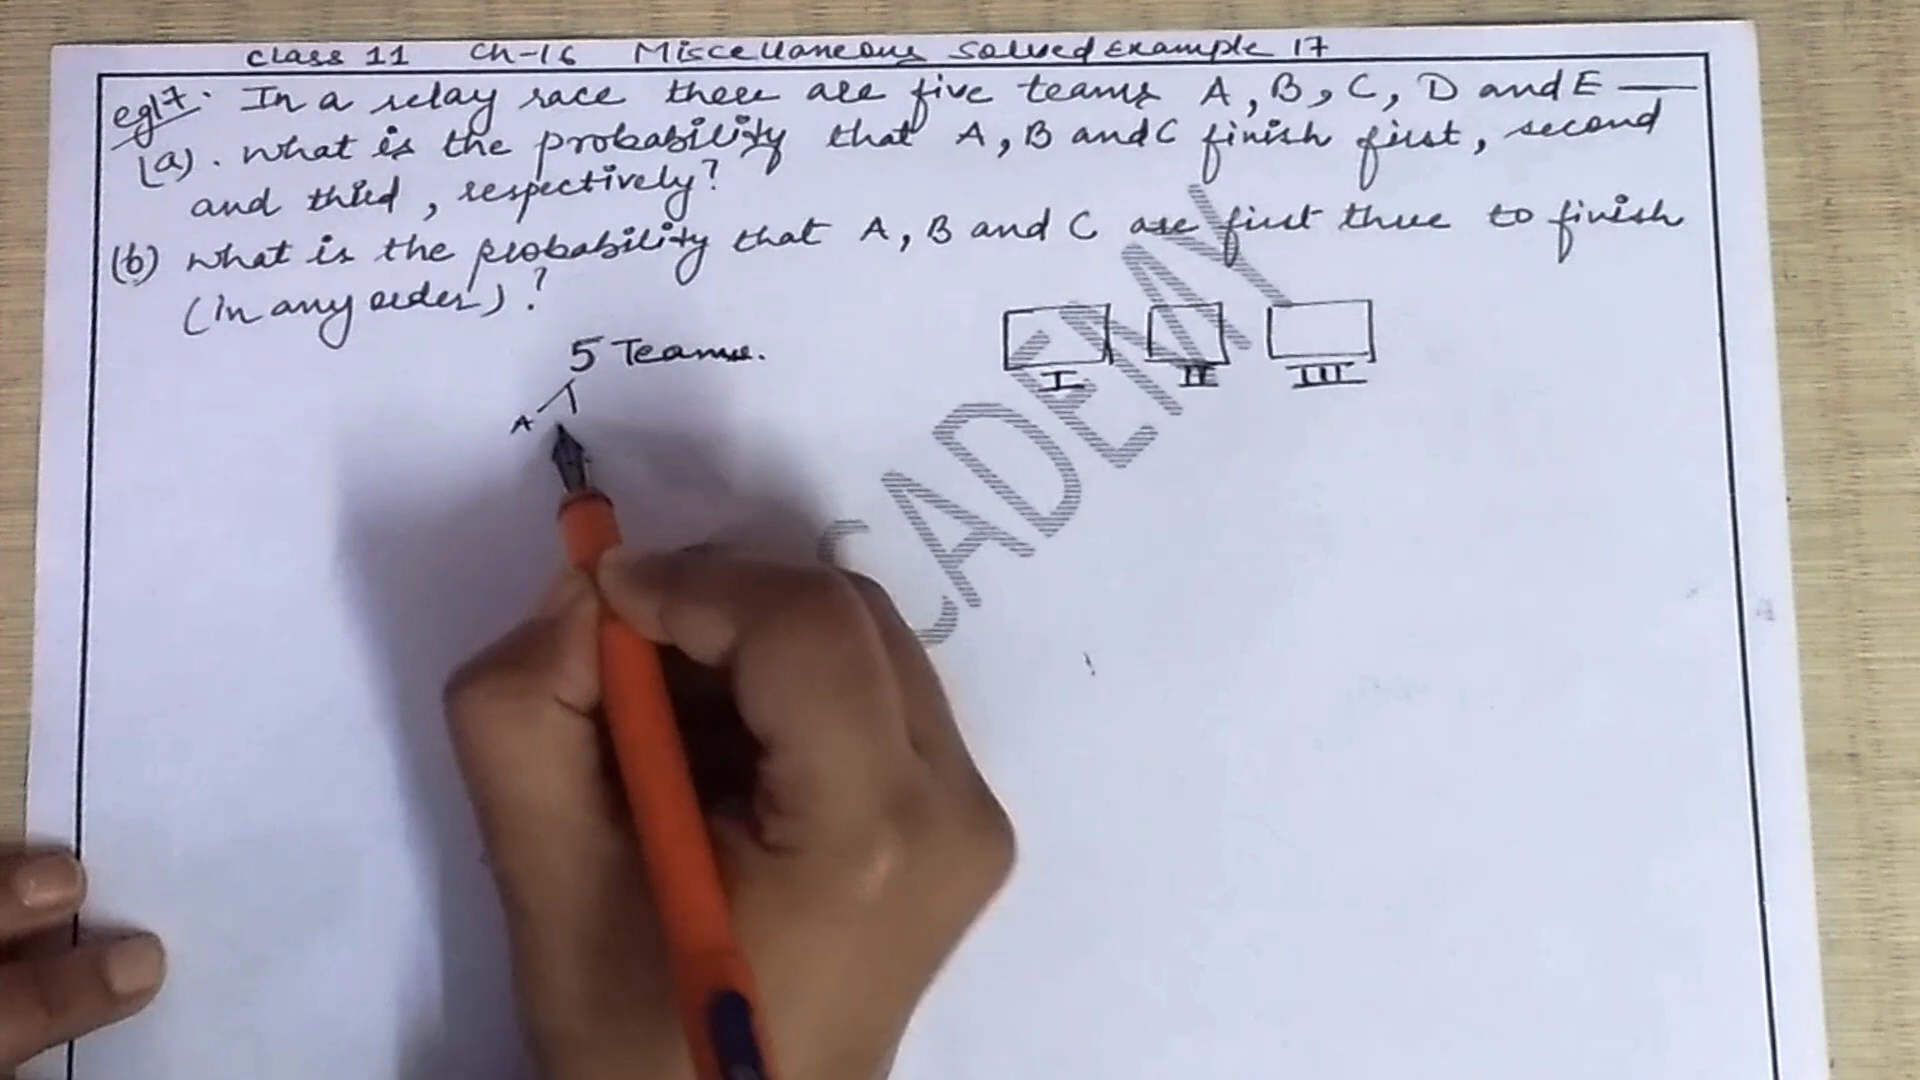 Class 11 Ch-16 Miscellaneous Solved Example 17
eg17. In a relay race there are five teams A, B, C, D and E —
(a). What is the probability that A, B and C finish first, second
and third, respectively?
(b) What is the probability that A, B and C are first three to finish
(in any order)?
5 Teams.
I II III
A
CADEMY